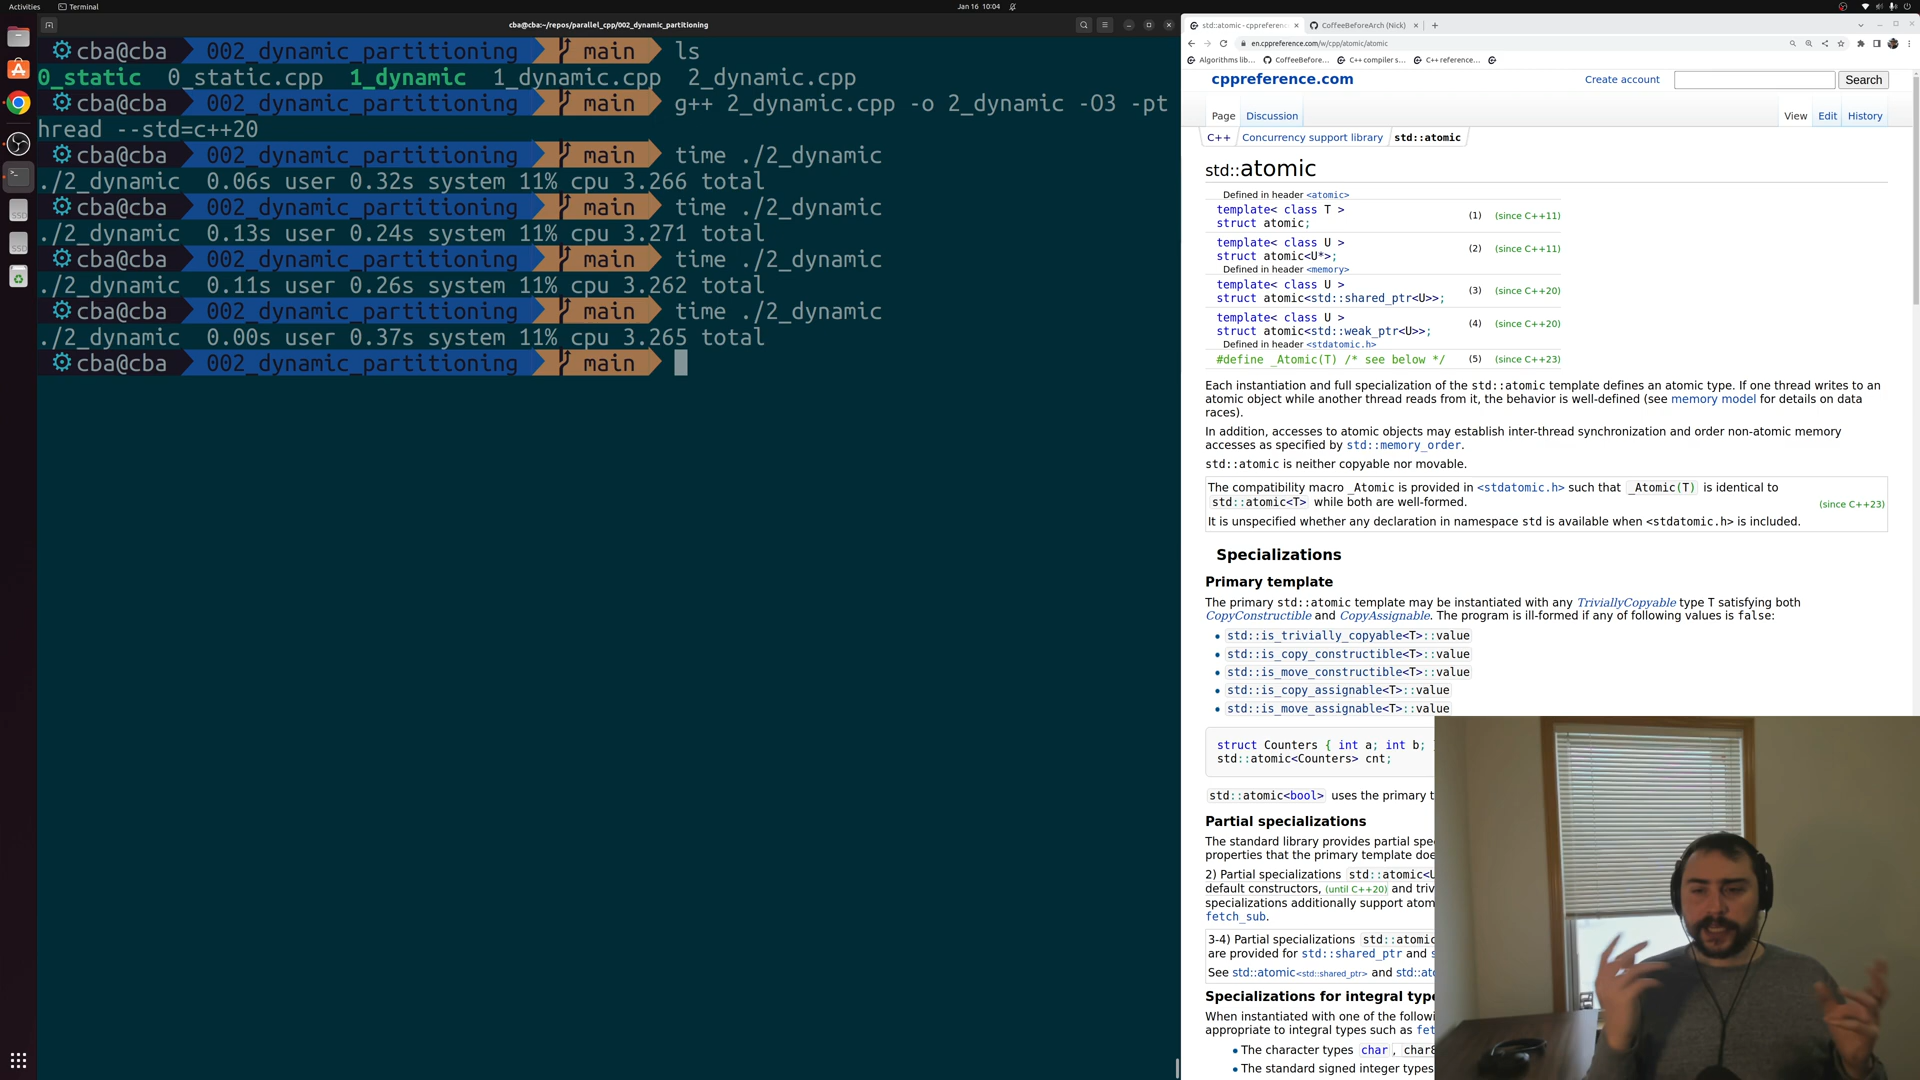 Activities
Terminal
Jan 16 10:04
cba@cba:~/repos/parallel_cpp/002_dynamic_partitioning
cba@cba 002_dynamic_partitioning main ls
0_static 0_static.cpp 1_dynamic 1_dynamic.cpp 2_dynamic.cpp
cba@cba 002_dynamic_partitioning main g++ 2_dynamic.cpp -o 2_dynamic -O3 -pt
hread --std=c++20
cba@cba 002_dynamic_partitioning main time ./2_dynamic
./2_dynamic 0.06s user 0.32s system 11% cpu 3.266 total
cba@cba 002_dynamic_partitioning main time ./2_dynamic
./2_dynamic 0.13s user 0.24s system 11% cpu 3.271 total
cba@cba 002_dynamic_partitioning main time ./2_dynamic
./2_dynamic 0.11s user 0.26s system 11% cpu 3.262 total
cba@cba 002_dynamic_partitioning main time ./2_dynamic
./2_dynamic 0.00s user 0.37s system 11% cpu 3.265 total
cba@cba 002_dynamic_partitioning main
std::atomic - cppreferenc
CoffeeBeforeArch (Nick)
en.cppreference.com/w/cpp/atomic/atomic
Algorithms lib...
CoffeeBefore...
C++ compiler s...
C++ reference...
cppreference.com
Create account
Search
Page Discussion
View Edit History
C++ Concurrency support library std::atomic
std::atomic
Defined in header <atomic>
template< class T >
struct atomic;
(1) (since C++11)
template< class U >
struct atomic<U*>;
(2) (since C++11)
Defined in header <memory>
template< class U >
struct atomic<std::shared_ptr<U>>;
(3) (since C++20)
template< class U >
struct atomic<std::weak_ptr<U>>;
(4) (since C++20)
Defined in header <stdatomic.h>
#define _Atomic(T) /* see below */
(5) (since C++23)
Each instantiation and full specialization of the std::atomic template defines an atomic type. If one thread writes to an
atomic object while another thread reads from it, the behavior is well-defined (see memory model for details on data
races).
In addition, accesses to atomic objects may establish inter-thread synchronization and order non-atomic memory
accesses as specified by std::memory_order.
std::atomic is neither copyable nor movable.
The compatibility macro _Atomic is provided in <stdatomic.h> such that _Atomic(T) is identical to
std::atomic<T> while both are well-formed.
(since C++23)
It is unspecified whether any declaration in namespace std is available when <stdatomic.h> is included.
Specializations
Primary template
The primary std::atomic template may be instantiated with any TriviallyCopyable type T satisfying both
CopyConstructible and CopyAssignable. The program is ill-formed if any of following values is false:
std::is_trivially_copyable<T>::value
std::is_copy_constructible<T>::value
std::is_move_constructible<T>::value
std::is_copy_assignable<T>::value
std::is_move_assignable<T>::value
struct Counters { int a; int b;
std::atomic<Counters> cnt;
std::atomic<bool> uses the primary t
Partial specializations
The standard library provides partial spe
properties that the primary template doe
2) Partial specializations std::atomic<U
default constructors, (until C++20) and triv
specializations additionally support atom
fetch_sub.
3-4) Partial specializations std::atomic
are provided for std::shared_ptr and s
See std::atomic<std::shared_ptr> and std::ato
Specializations for integral type
When instantiated with one of the followi
appropriate to integral types such as fet
The character types char, char8
The standard signed integer types